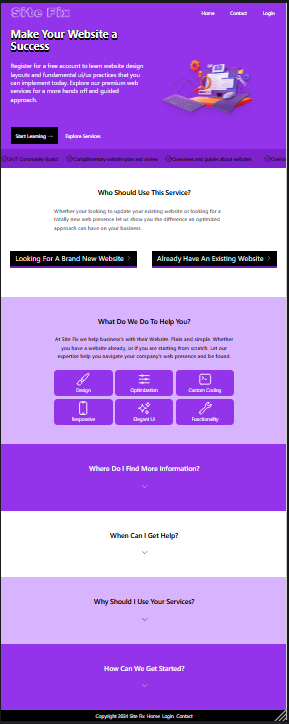 Site Fix
Home Contact Login
Make Your Website a
Success
Register for a free account to learn website design
layouts and fundamental ui/ux practices that you
can implement today. Explore our premium web
services for a more hands off and guided
approach.
Start Learning → Explore Services
24/7 Community Board Complimentary website plan and review Overviews and guides about websites Overvi
Who Should Use This Service?
Whether your looking to update your existing website or looking for a
totally new web presence let us show you the difference an optimized
approach can have on your business.
Looking For A Brand New Website
Already Have An Existing Website
What Do We Do To Help You?
At Site Fix we help business's with their Website. Plain and simple. Whether
you have a website already, or if you are starting from scratch. Let our
expertise help you navigate your company's web presence and be found.
Design Optimization Custom Coding
Responsive Elegant UI Functionality
Where Do I Find More Information?
When Can I Get Help?
Why Should I Use Your Services?
How Can We Get Started?
Copyright 2024 Site Fix Home Login Contact